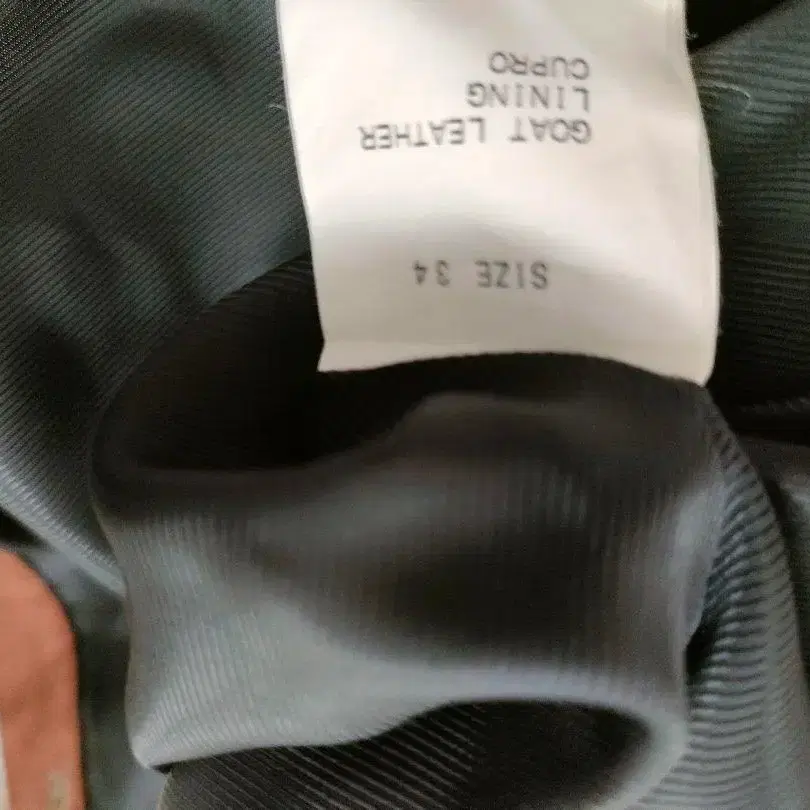 SIZE 34
GOAT LEATHER
LINING
CUPRO